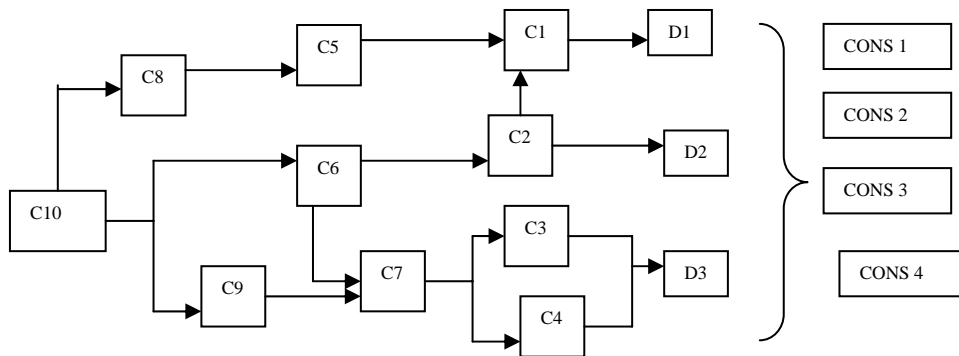 C1
D1
CONS 1
C5
C8
CONS 2
C2
D2
C6
CONS 3
C10
C3
D3
CONS 4
C7
C9
C4